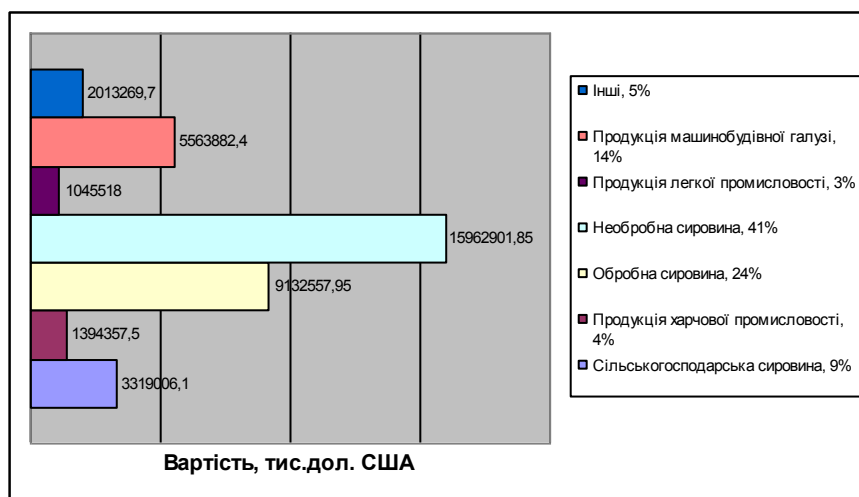 2013269,7
5563882,4
1045518
15962901,85
9132557,95
1394357,5
3319006,1
Вартість, тис.дол. США
Інші, 5%
Продукція машинобудівної галузі,
14%
Продукція легкої промисловості, 3%
Необробна сировина, 41%
Обробна сировина, 24%
Продукція харчової промисловості,
4%
Сільськогосподарська сировина, 9%